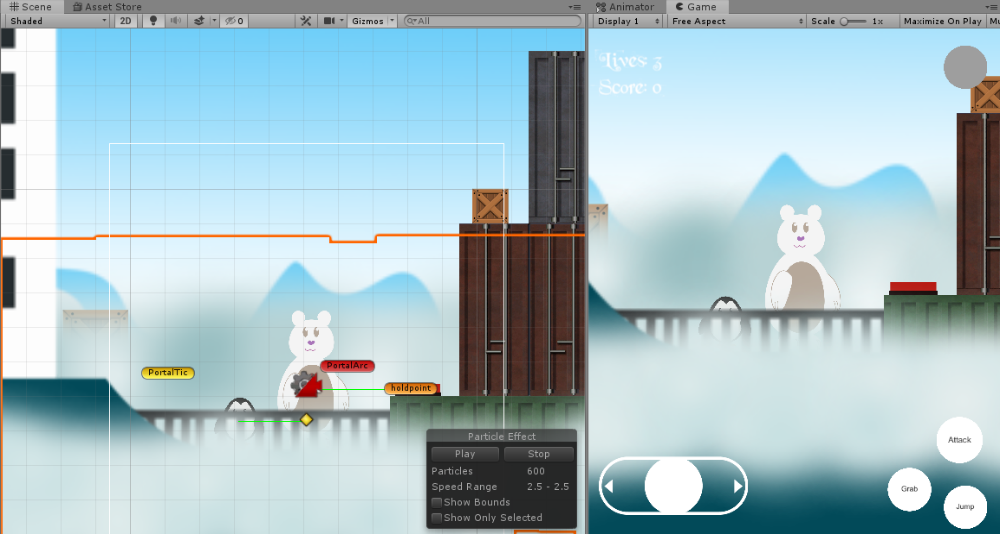 Scene Asset Store
Shaded 2D 0 Gizmos All
PortalTic
PortalArc
holdpoint
Particle Effect
Play Stop
Particles 600
Speed Range 2.5 - 2.5
Show Bounds
Show Only Selected
Animator Game
Display 1 Free Aspect Scale 1x Maximize On Play Mu
Lives: 3
Score: 0
Attack
Grab
Jump